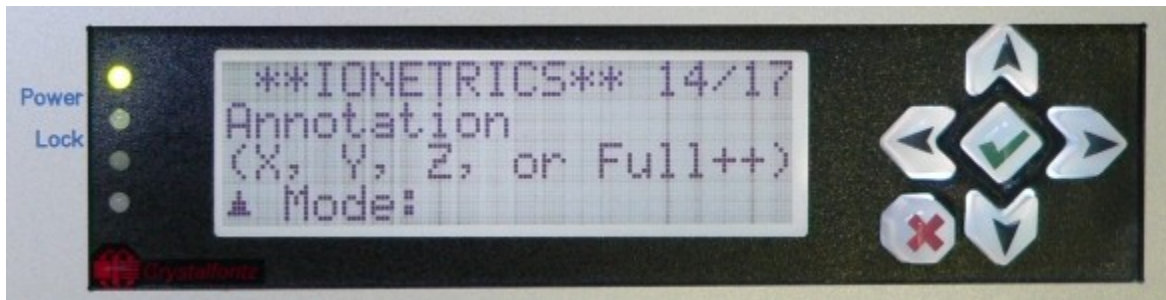 **IONETRICS** 14/17
Annotation
(X, Y, Z, or Full++)
Mode:
Power
Lock
Crystalfontz